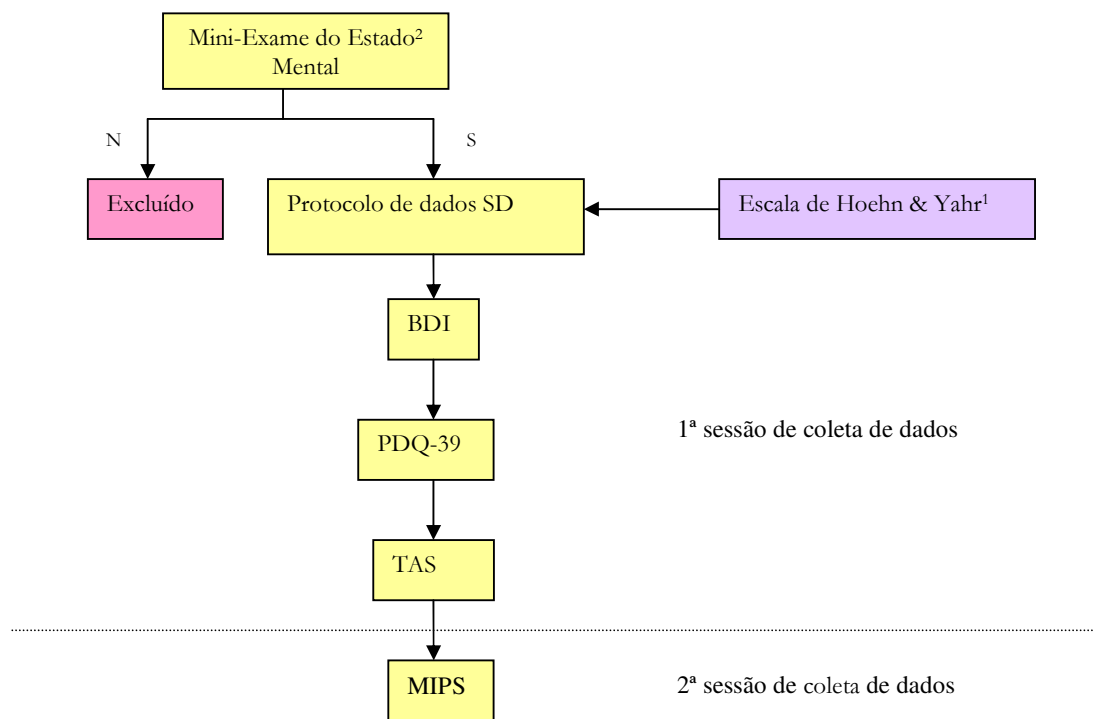 Mini-Exame do Estado²
Mental
N
S
Excluído
Protocolo de dados SD
Escala de Hoehn & Yahr¹
BDI
PDQ-39
1ª sessão de coleta de dados
TAS
MIPS
2ª sessão de coleta de dados